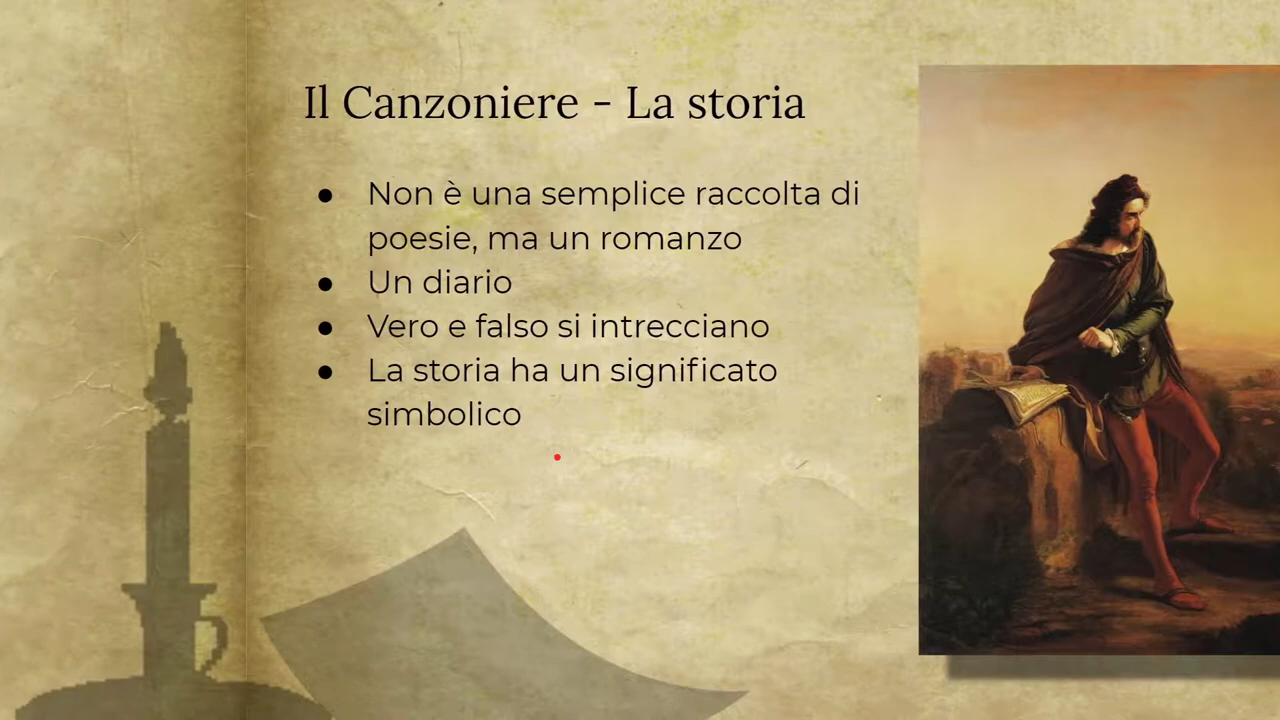 Il Canzoniere - La storia
● Non è una semplice raccolta di
poesie, ma un romanzo
● Un diario
● Vero e falso si intrecciano
● La storia ha un significato
simbolico